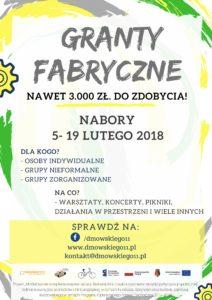 GRANTY
FABRYCZNE
NAWET 3.000 ZŁ. DO ZDOBYCIA!
NABORY
5- 19 LUTEGO 2018
DLA KOGO?
- OSOBY INDYWIDUALNE
- GRUPY NIEFORMALNE
- GRUPY ZORGANIZOWANE
NA CO?
- WARSZTATY, KONCERTY, PIKNIKI,
DZIAŁANIA W PRZESTRZENI I WIELE INNYCH
SPRAWDŹ NA:
/dmowskiego11
www.dmowskiego11.pl
kontakt@dmowskiego11.pl